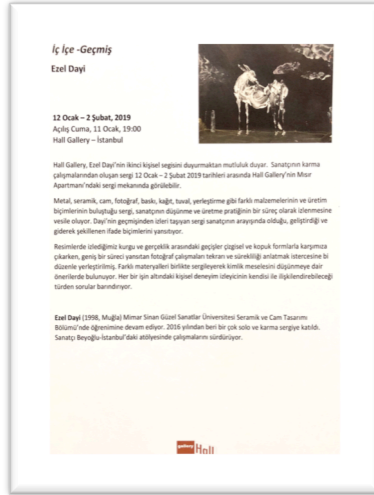 İç İçe -Geçmiş
Ezel Dayi
12 Ocak – 2 Şubat, 2019
Açılış Cuma, 11 Ocak, 19:00
Hall Gallery – İstanbul
Hall Gallery, Ezel Dayi'nin ikinci kişisel segisini duyurmaktan mutluluk duyar. Sanatçının karma
çalışmalarından oluşan sergi 12 Ocak – 2 Şubat 2019 tarihleri arasında Hall Gallery'nin Mısır
Apartmanı'ndaki sergi mekanında görülebilir.
Metal, seramik, cam, fotoğraf, baskı, kağıt, tuval, yerleştirme gibi farklı malzemelerinin ve üretim
biçimlerinin buluştuğu sergi, sanatçının düşünme ve üretme pratiğinin bir süreç olarak izlenmesine
vesile oluyor. Dayi'nin geçmişinden izleri taşıyan sergi sanatçının arayışında olduğu, geliştirdiği ve
giderek şekillenen ifade biçimlerini yansıtıyor.
Resimlerde izlediğimiz kurgu ve gerçeklik arasındaki geçişler çizgisel ve kopuk formlarla karşımıza
çıkarken, geniş bir süreci yansıtan fotoğraf çalışmaları tekrarı ve sürekliliği anlatmak istercesine bi
düzenle yerleştirilmiş. Farklı materyalleri birlikte sergileyerek kimlik meselesini düşünmeye dair
önerilerde bulunuyor. Her bir işin altındaki kişisel deneyim izleyicinin kendisi ile ilişkilendirebileceği
türden sorular barındırıyor.
Ezel Dayi (1998, Muğla) Mimar Sinan Güzel Sanatlar Üniversitesi Seramik ve Cam Tasarımı
Bölümü'nde öğrenimine devam ediyor. 2016 yılından beri bir çok solo ve karma sergiye katıldı.
Sanatçı Beyoğlu-İstanbul'daki atölyesinde çalışmalarını sürdürüyor.
gallery Hall